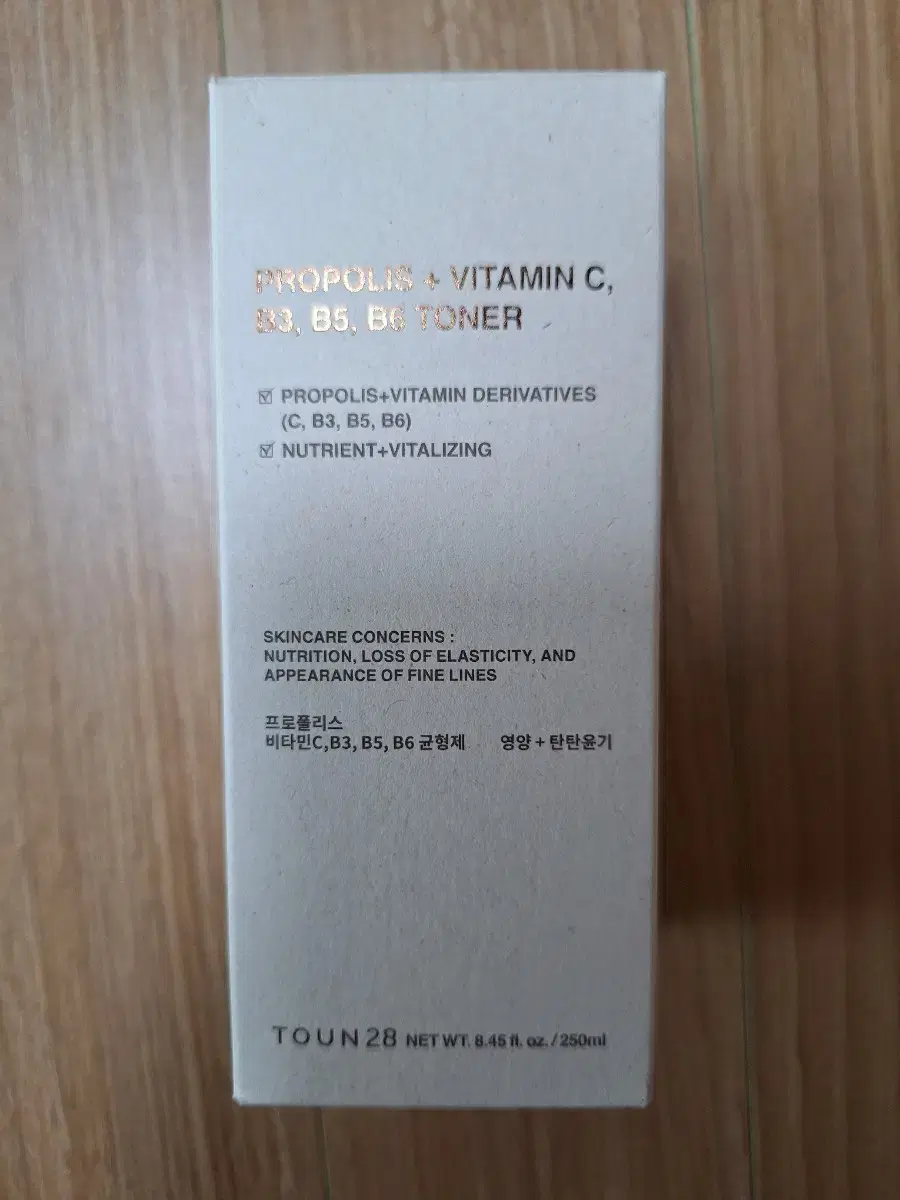 PROPOLIS + VITAMIN C,
B3, B5, B6 TONER
☑ PROPOLIS+VITAMIN DERIVATIVES
(C, B3, B5, B6)
☑ NUTRIENT+VITALIZING
SKINCARE CONCERNS :
NUTRITION, LOSS OF ELASTICITY, AND
APPEARANCE OF FINE LINES
프로폴리스
비타민C,B3, B5, B6 균형제 영양 + 탄탄윤기
TOUN28 NET WT. 8.45 fl. oz. / 250ml